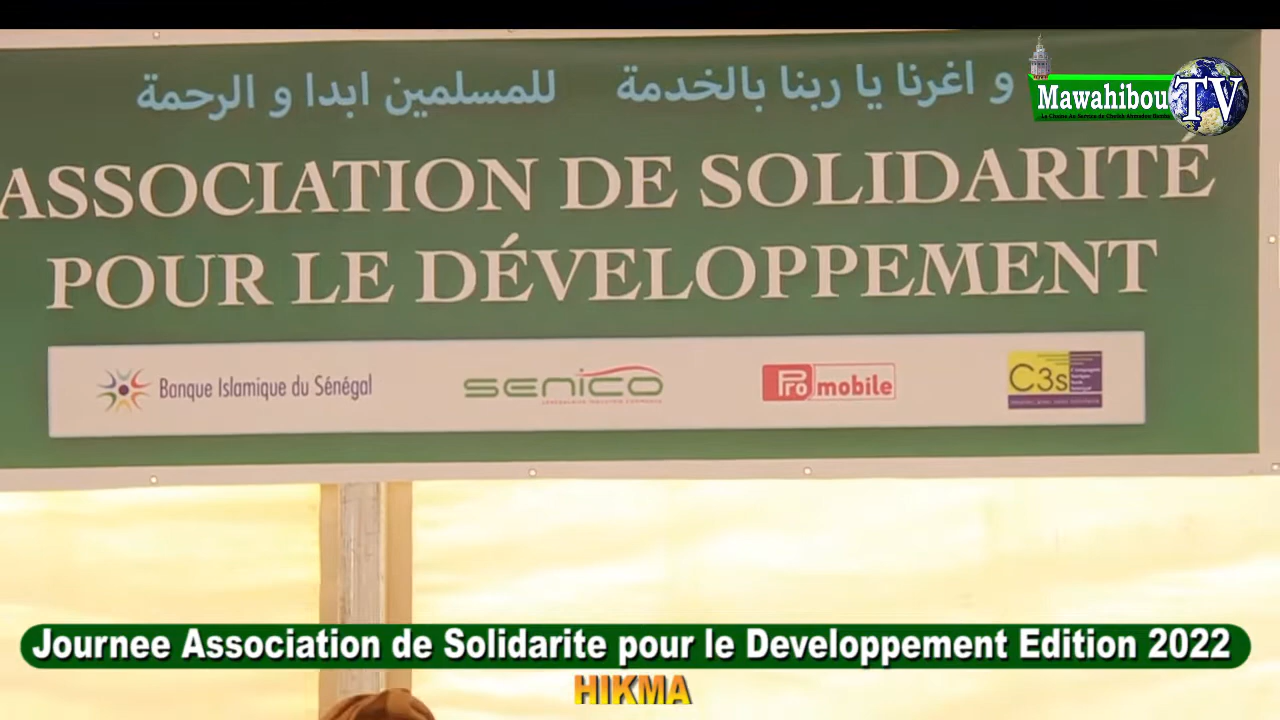 و اغرنا يا ربنا بالخدمة للمسلمين ابدا و الرحمة
Mawahibou TV
ASSOCIATION DE SOLIDARITÉ
POUR LE DÉVELOPPEMENT
Banque Islamique du Sénégal
SENICO
Pro mobile
C3s
Journee Association de Solidarite pour le Developpement Edition 2022
HIKMA